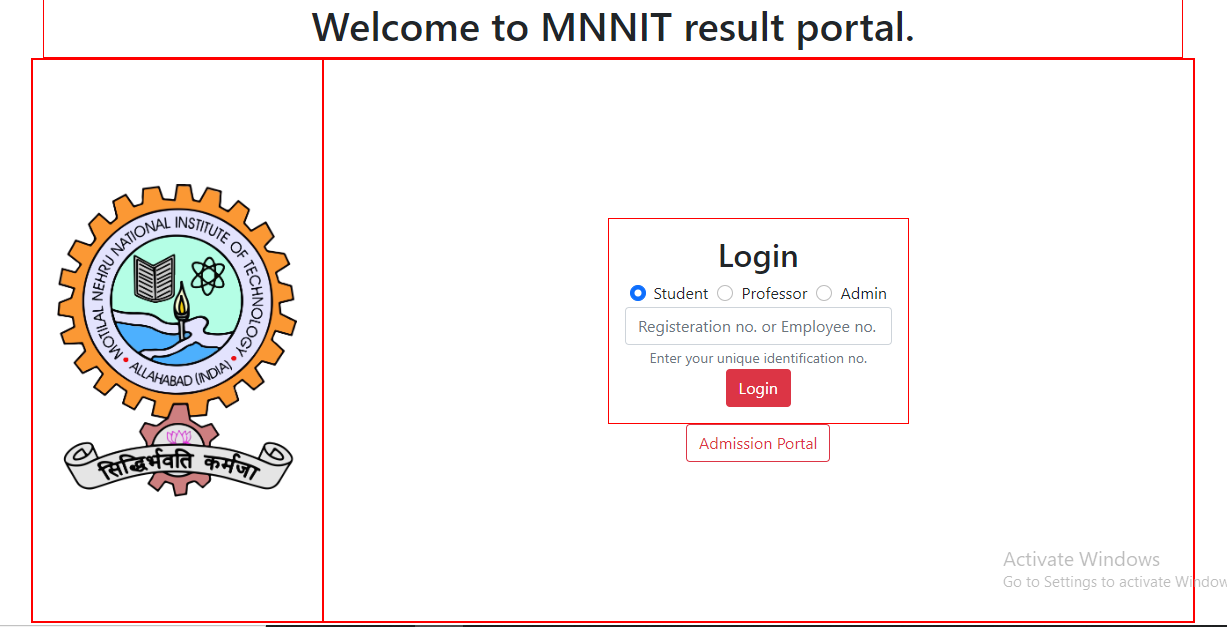 Welcome to MNNIT result portal.
MOTILAL NEHRU NATIONAL INSTITUTE OF TECHNOLOGY
ALLAHABAD (INDIA)
सिद्धिर्भवति कर्मजा
Login
Student Professor Admin
Registeration no. or Employee no.
Enter your unique identification no.
Login
Admission Portal
Activate Windows
Go to Settings to activate Window